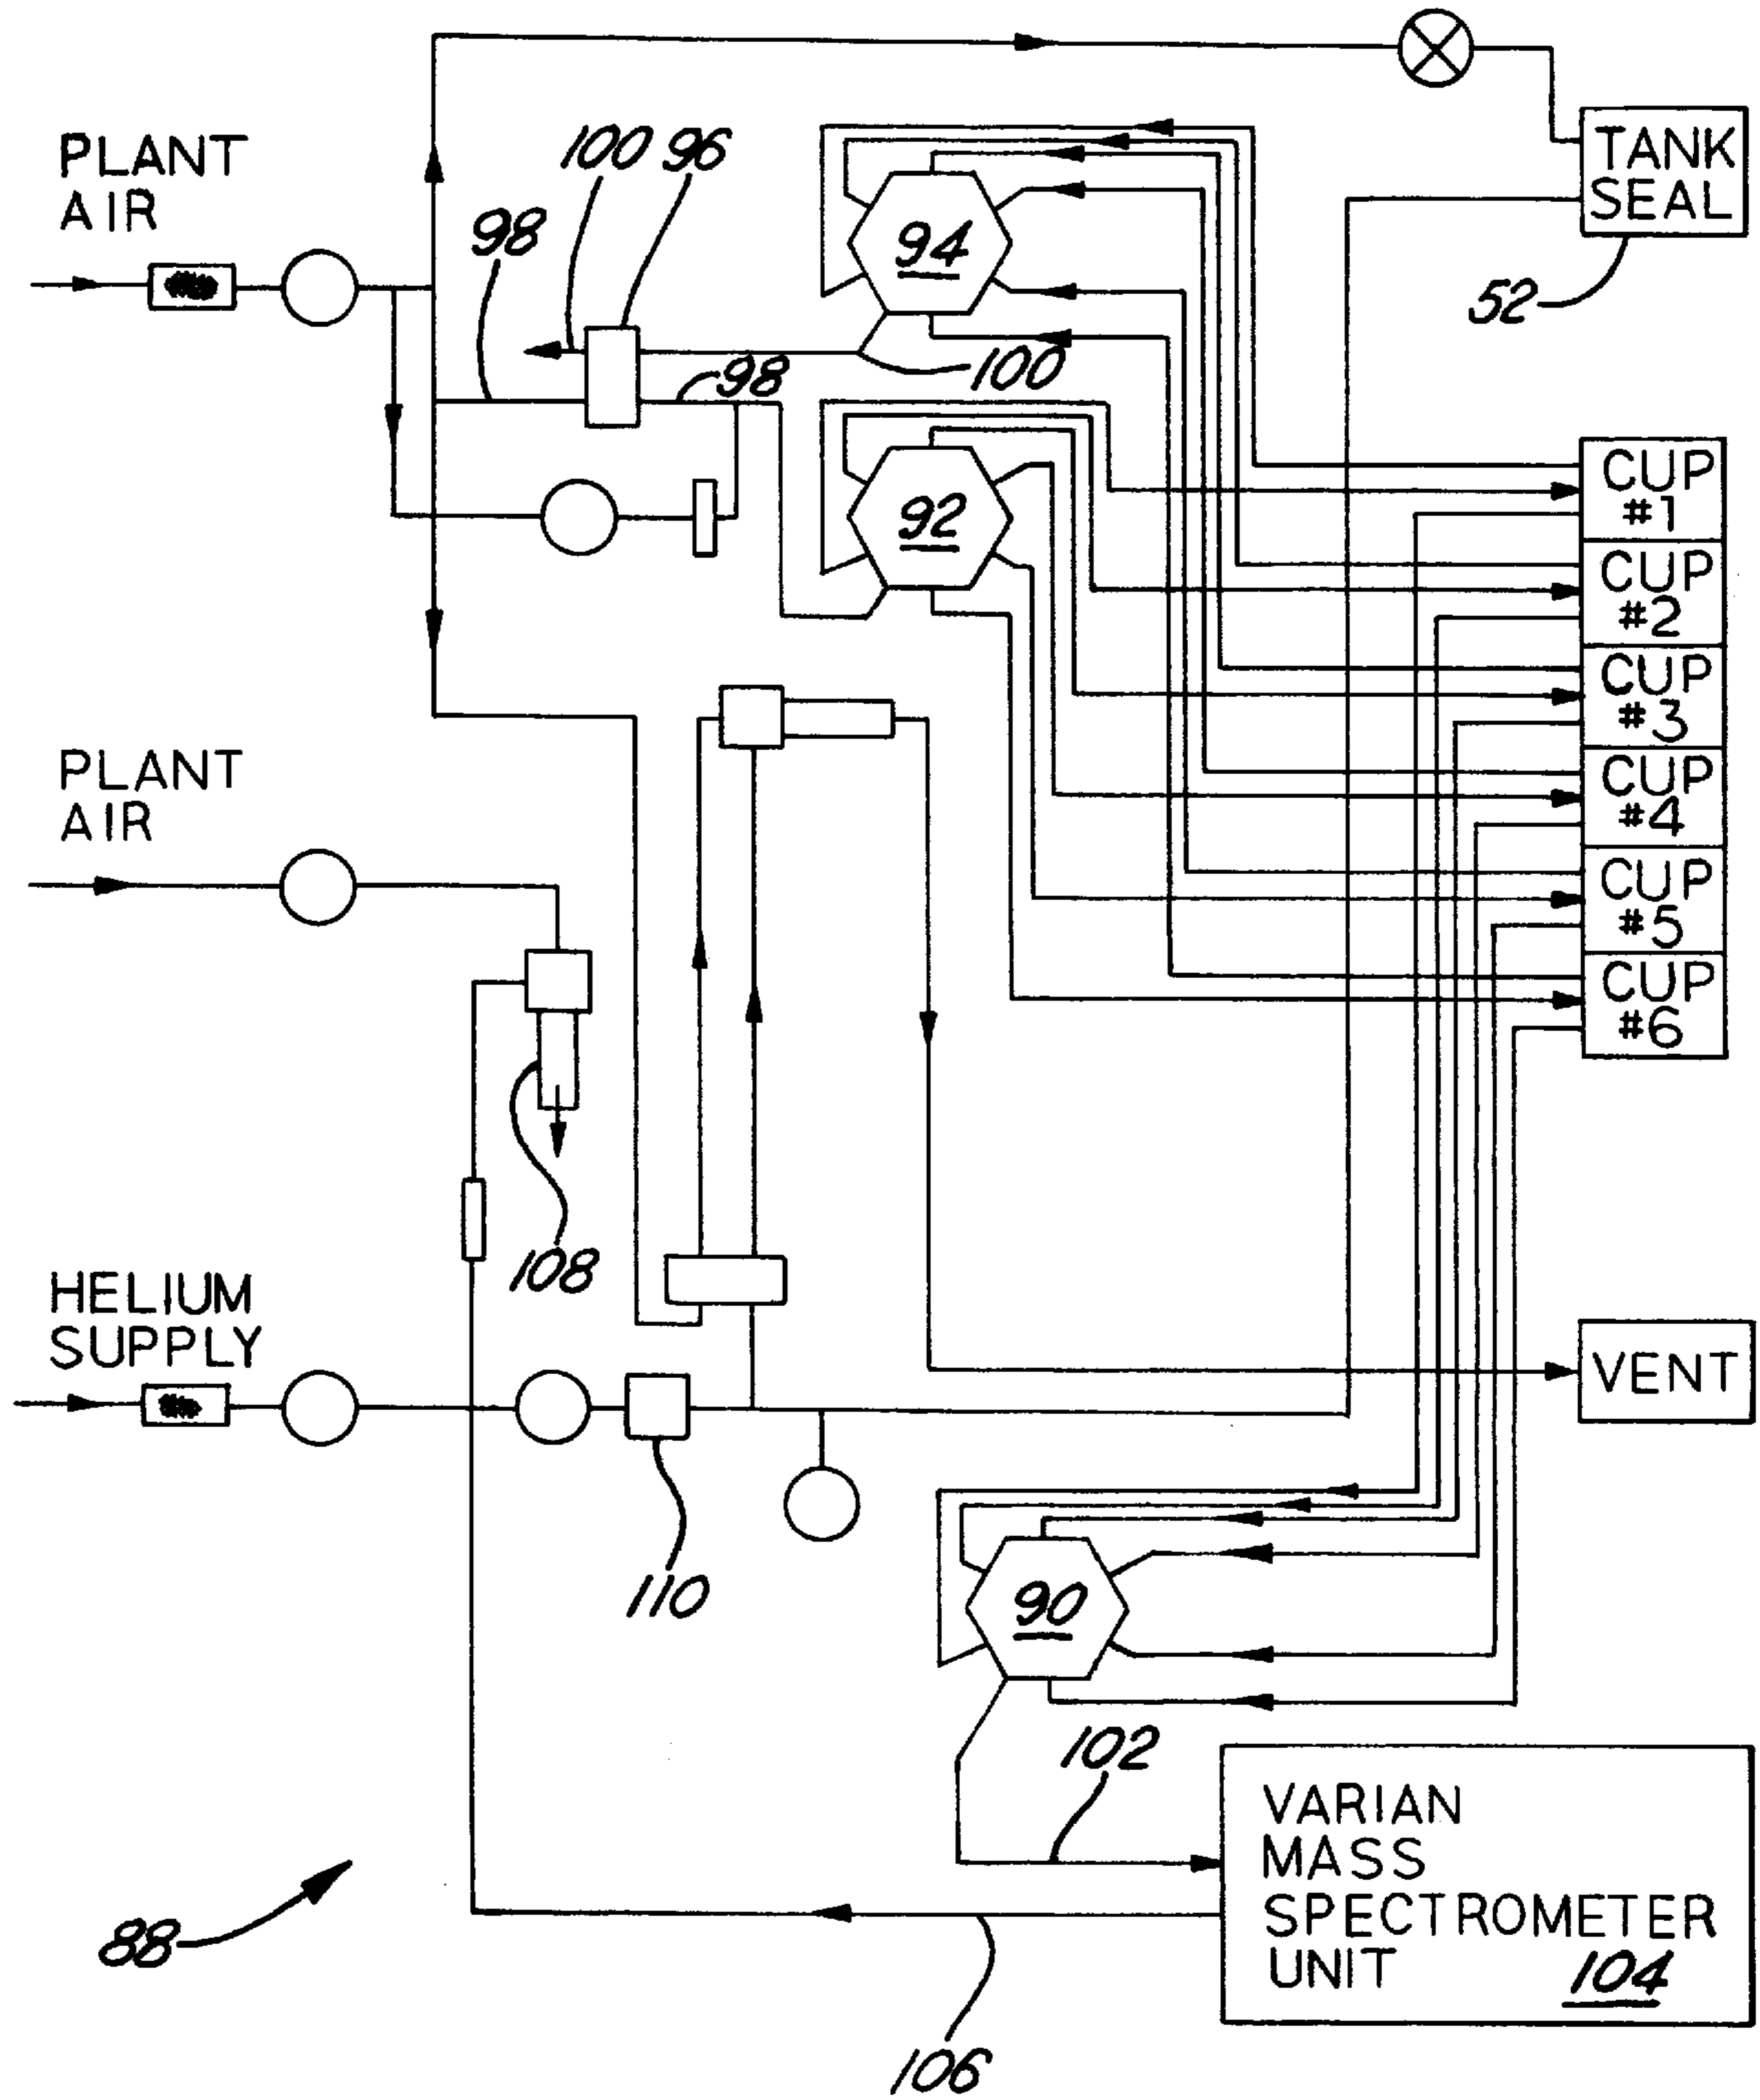 PLANT
AIR
100 96
98
94
TANK
SEAL
52
100
98
92
CUP
#1
CUP
#2
CUP
#3
CUP
#4
CUP
#5
CUP
#6
PLANT
AIR
108
HELIUM
SUPPLY
VENT
110
90
102
VARIAN
MASS
SPECTROMETER
UNIT 104
88
106